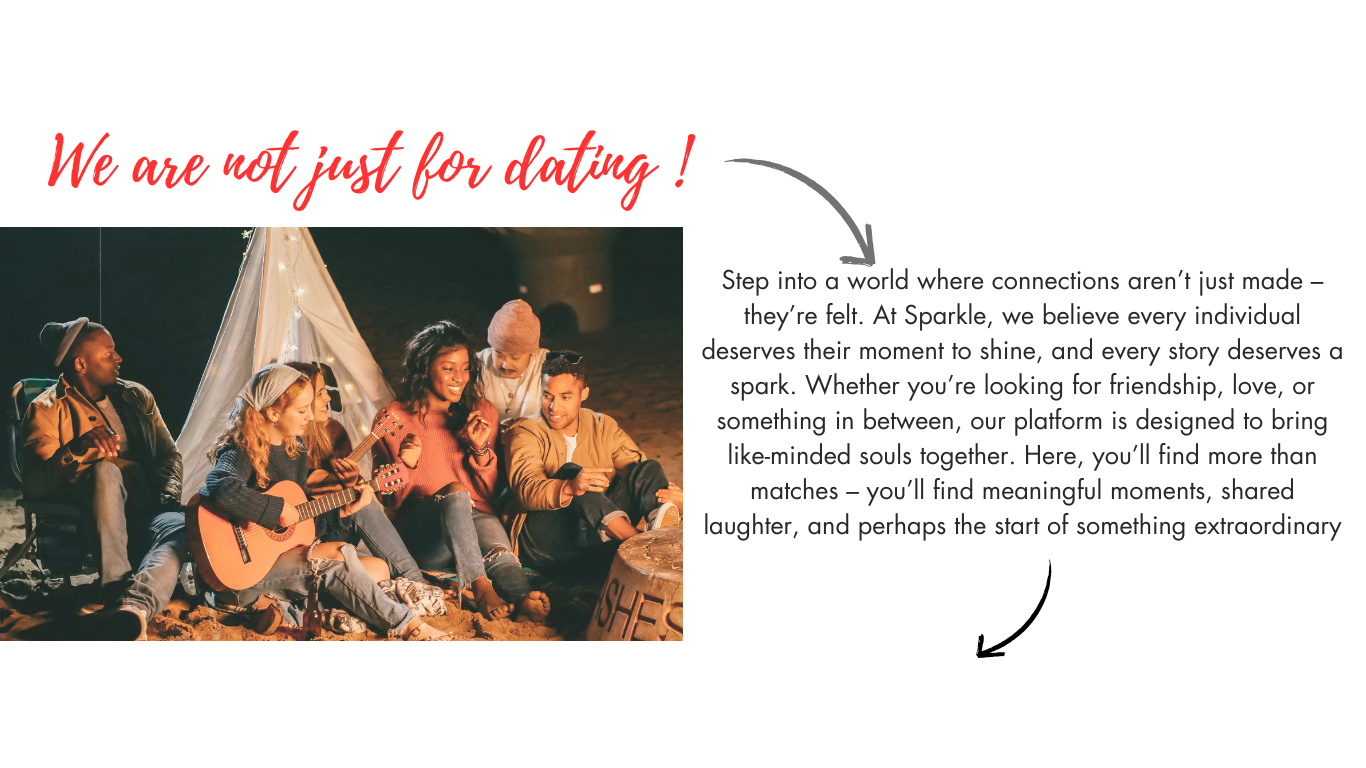 We are not just for dating !
Step into a world where connections aren’t just made –
they’re felt. At Sparkle, we believe every individual
deserves their moment to shine, and every story deserves a
spark. Whether you’re looking for friendship, love, or
something in between, our platform is designed to bring
like-minded souls together. Here, you’ll find more than
matches – you’ll find meaningful moments, shared
laughter, and perhaps the start of something extraordinary
SHES